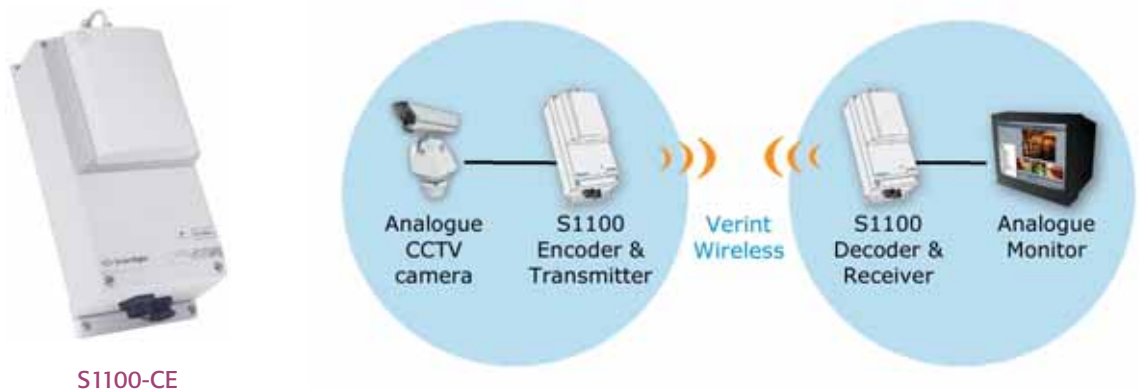 Analogue
CCTV
camera
S1100
Encoder &
Transmitter
Verint
Wireless
S1100
Decoder &
Receiver
Analogue
Monitor
S1100-CE